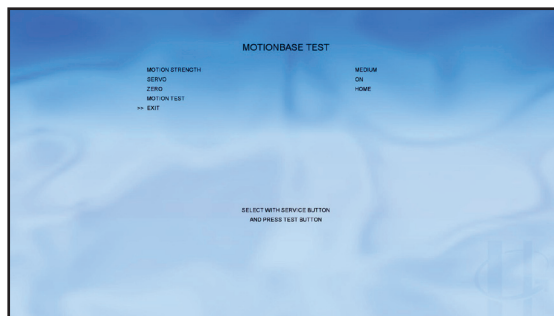 MOTIONBASE TEST
MOTION STRENGTH MEDIUM
SERVO ON
ZERO HOME
MOTION TEST
>> EXIT
SELECT WITH SERVICE BUTTON
AND PRESS TEST BUTTON